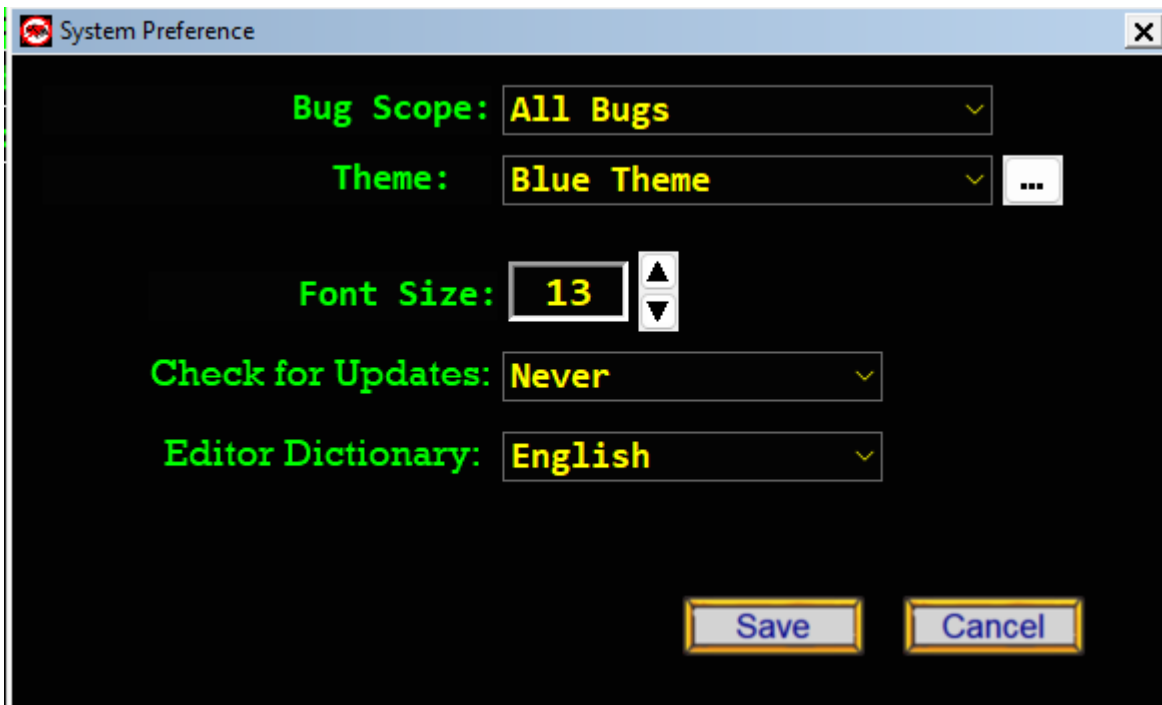 System Preference
Bug Scope: All Bugs
Theme: Blue Theme ...
Font Size: 13
Check for Updates: Never
Editor Dictionary: English
Save Cancel